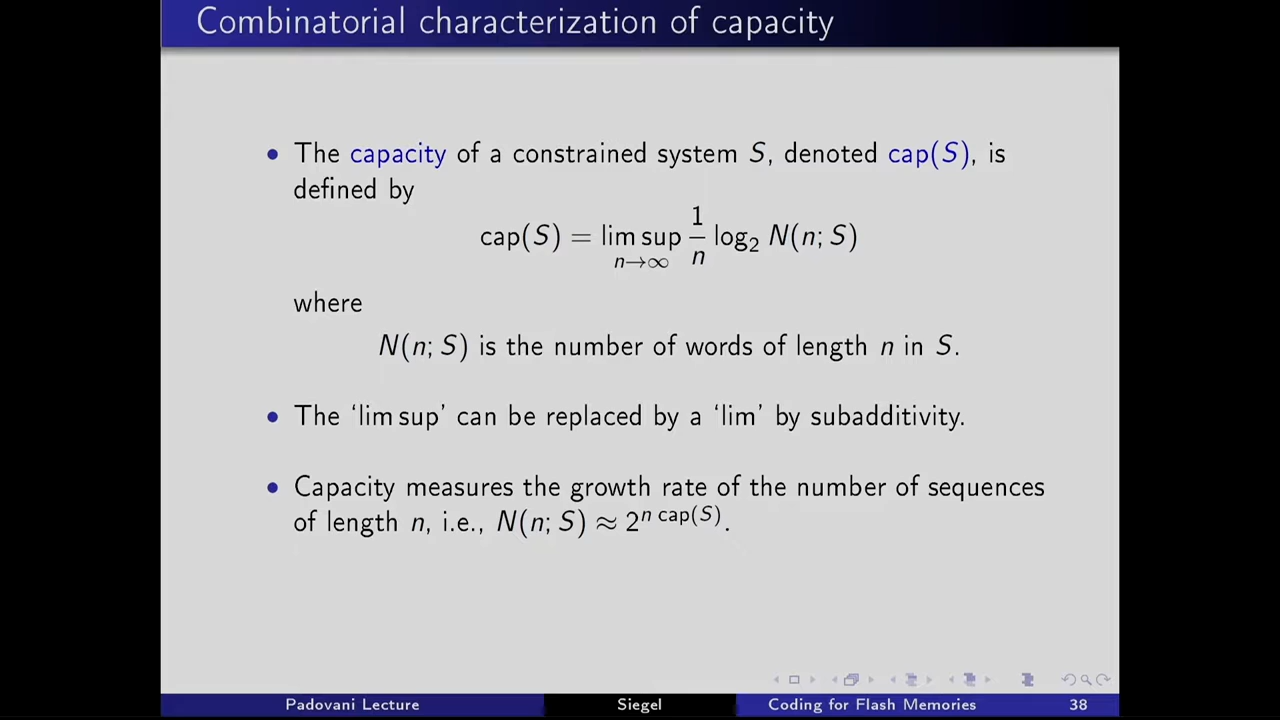 Combinatorial characterization of capacity
• The capacity of a constrained system S, denoted cap(S), is
defined by
cap(S) = lim sup_{n→∞} \frac{1}{n} log₂ N(n; S)
where
N(n; S) is the number of words of length n in S.
• The ‘lim sup’ can be replaced by a ‘lim’ by subadditivity.
• Capacity measures the growth rate of the number of sequences
of length n, i.e., N(n; S) ≈ 2^{n cap(S)}.
Padovani Lecture Siegel Coding for Flash Memories 38